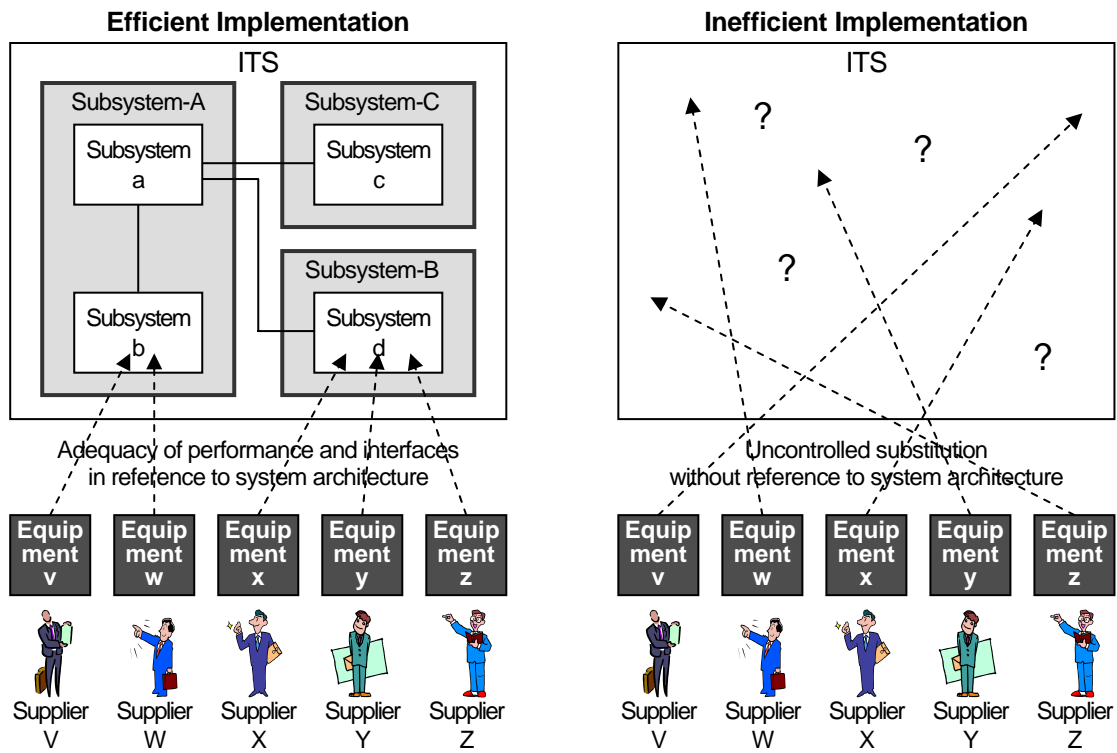 Efficient Implementation
ITS
Subsystem-A
Subsystem
a
Subsystem
b
Subsystem-C
Subsystem
c
Subsystem-B
Subsystem
d
Adequacy of performance and interfaces
in reference to system architecture
Equip
ment
v
Equip
ment
w
Equip
ment
x
Equip
ment
y
Equip
ment
z
Supplier
V
Supplier
W
Supplier
X
Supplier
Y
Supplier
Z
Inefficient Implementation
ITS
?
?
?
?
Uncontrolled substitution
without reference to system architecture
Equip
ment
v
Equip
ment
w
Equip
ment
x
Equip
ment
y
Equip
ment
z
Supplier
V
Supplier
W
Supplier
X
Supplier
Y
Supplier
Z